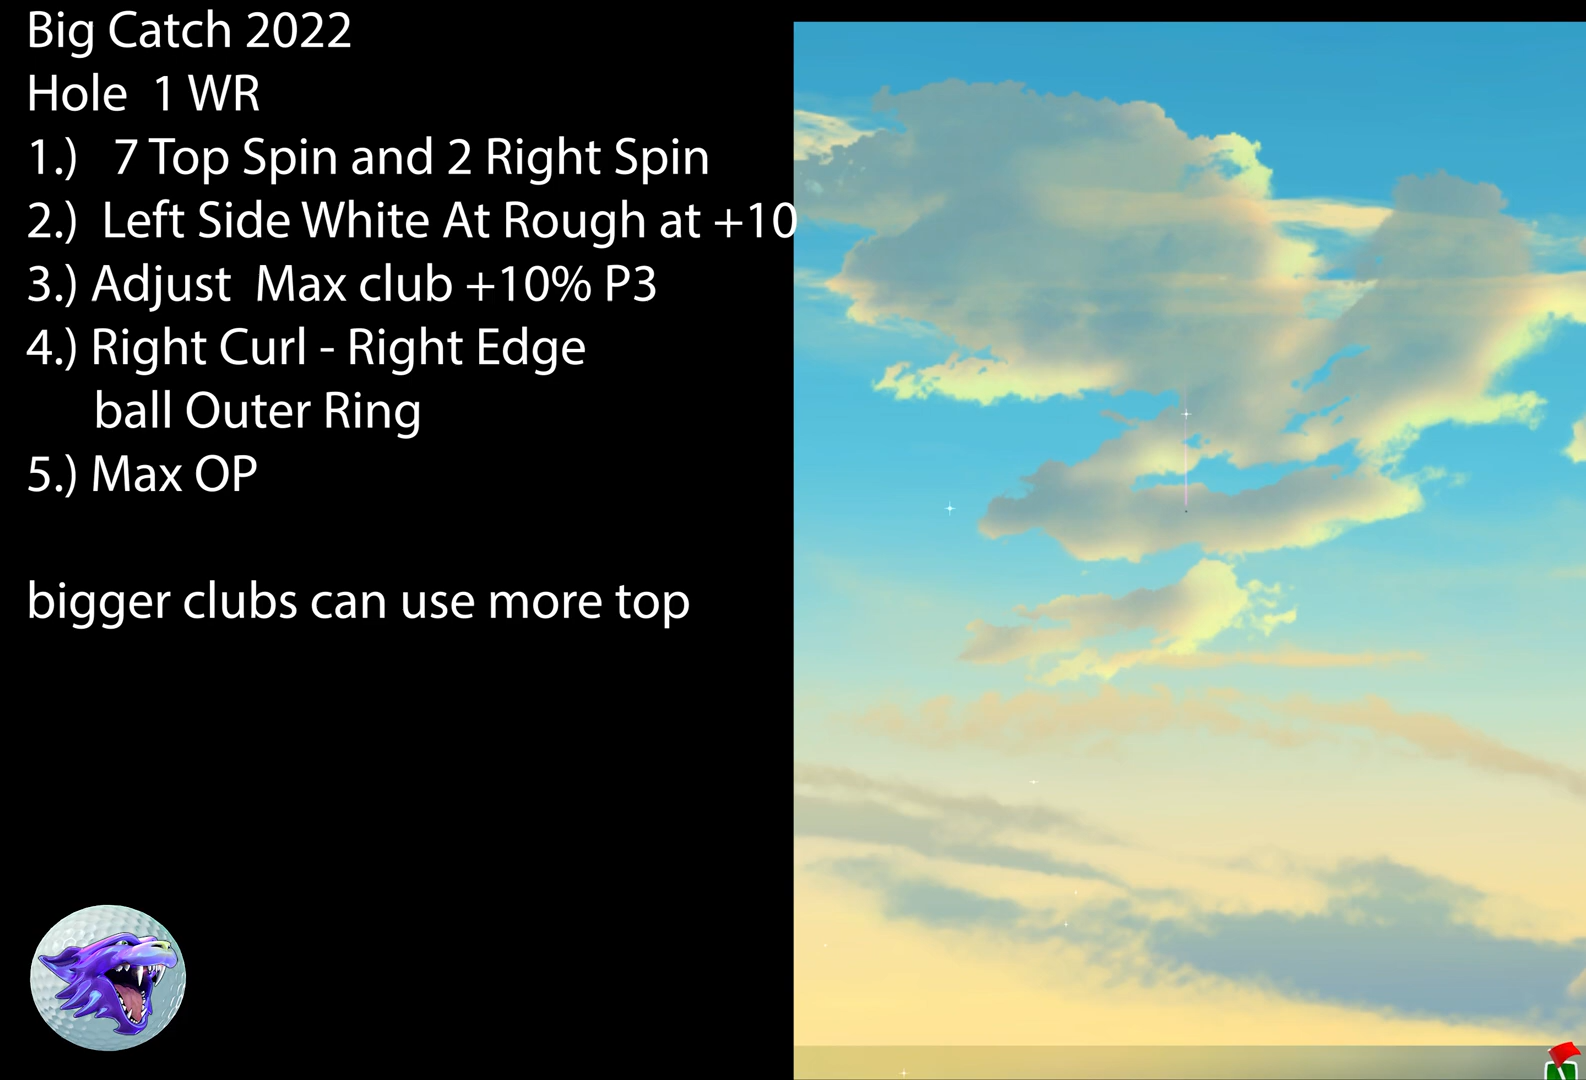 Big Catch 2022
Hole 1 WR
1.) 7 Top Spin and 2 Right Spin
2.) Left Side White At Rough at +10
3.) Adjust Max club +10% P3
4.) Right Curl - Right Edge
ball Outer Ring
5.) Max OP
bigger clubs can use more top